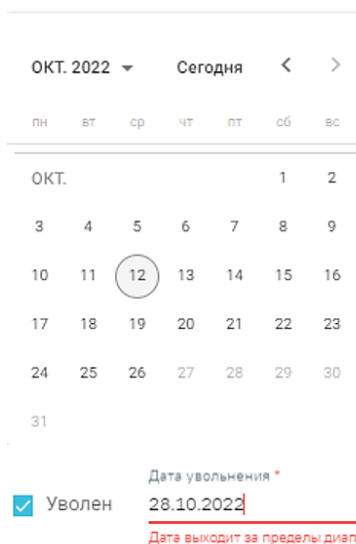 ОКТ. 2022 Сегодня
пн вт ср чт пт сб вс
ОКТ. 1 2
3 4 5 6 7 8 9
10 11 12 13 14 15 16
17 18 19 20 21 22 23
24 25 26 27 28 29 30
31
Дата увольнения *
Уволен 28.10.2022
Дата выходит за пределы диап